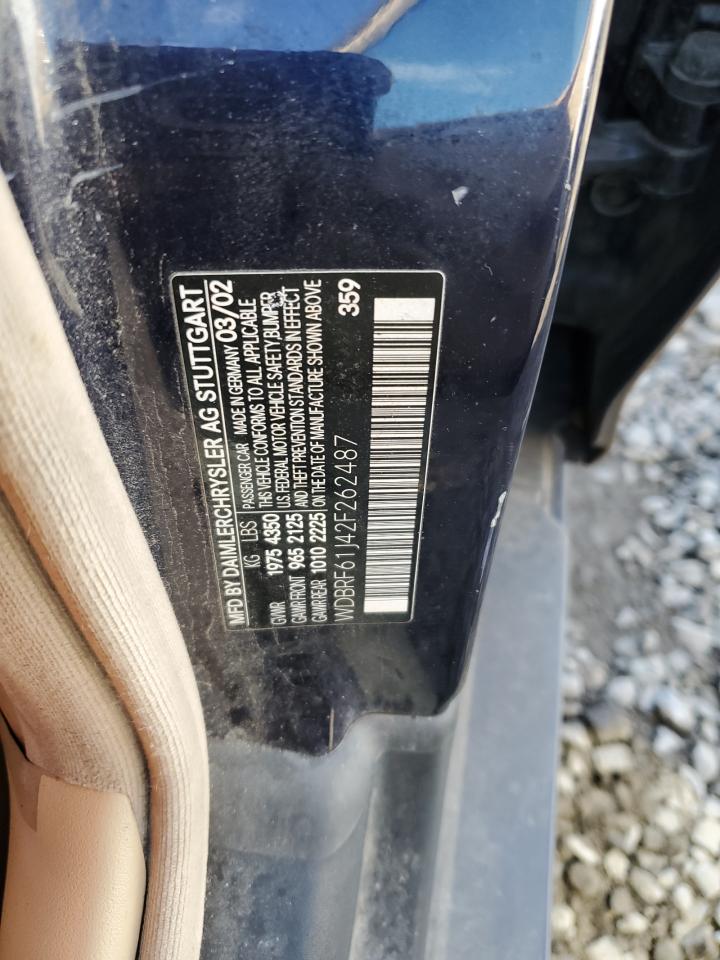 MFD BY DAIMLERCHRYSLER AG STUTTGART
KG LBS PASSENGER CAR MADE IN GERMANY 03/02
GVWR 1975 4350 THIS VEHICLE CONFORMS TO ALL APPLICABLE
GAWR FRONT 965 2125 U.S. FEDERAL MOTOR VEHICLE SAFETY BUMPER
GAWR REAR 1010 2225 AND THEFT PREVENTION STANDARDS IN EFFECT
ON THE DATE OF MANUFACTURE SHOWN ABOVE
WDBRF61J42F262487 359